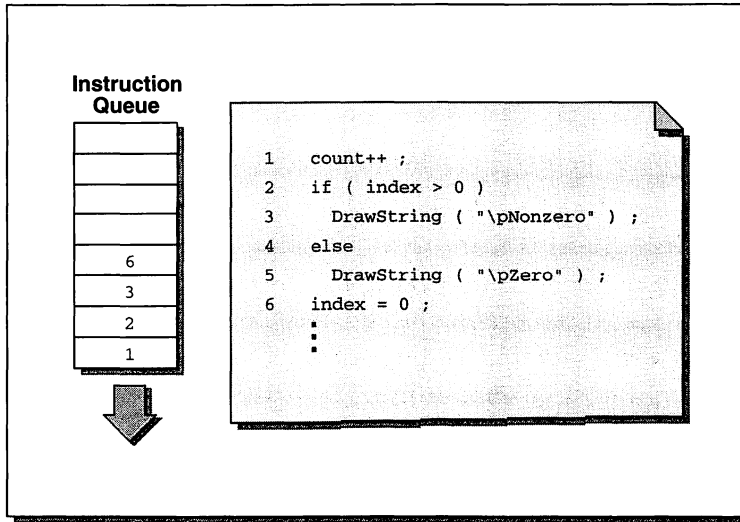 Instruction
Queue
6
3
2
1
1 count++ ;
2 if ( index > 0 )
3 DrawString ( "\pNonzero" ) ;
4 else
5 DrawString ( "\pZero" ) ;
6 index = 0 ;